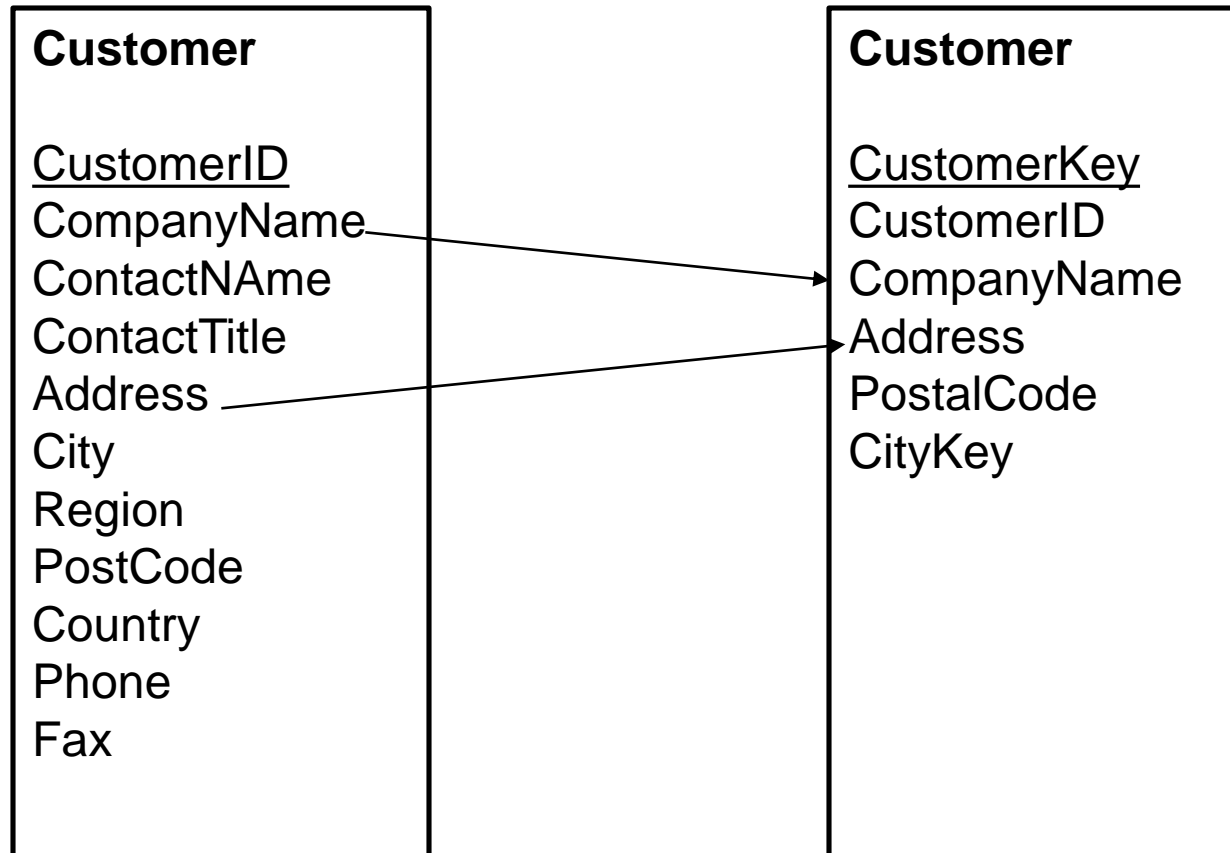 Customer
CustomerID
CompanyName
ContactNAme
ContactTitle
Address
City
Region
PostCode
Country
Phone
Fax
Customer
CustomerKey
CustomerID
CompanyName
Address
PostalCode
CityKey